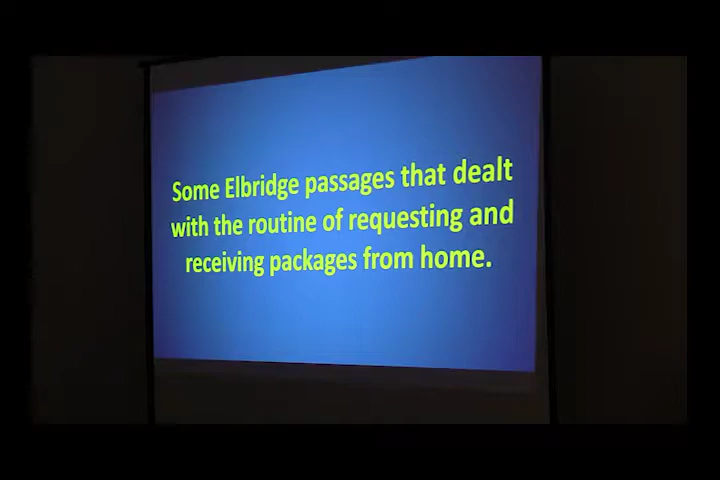 Some Elbridge passages that dealt
with the routine of requesting and
receiving packages from home.